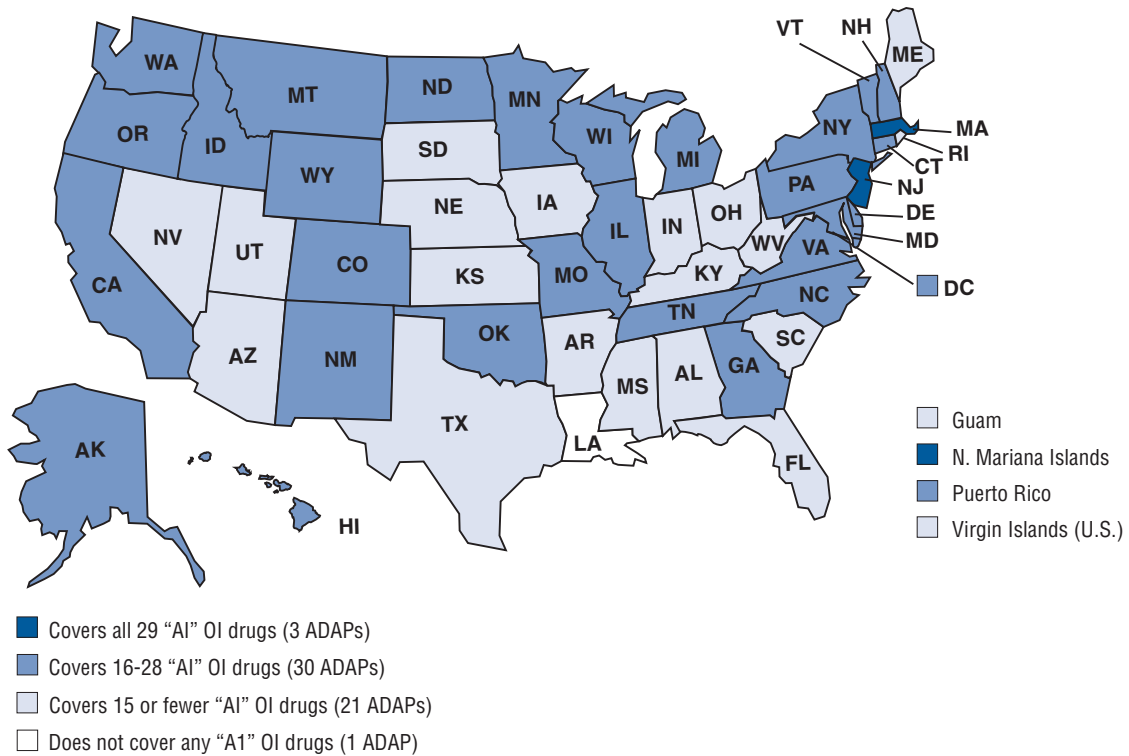 VT
NH
ME
WA
MT
ND
MN
OR
ID
SD
WI
NY
MA
MI
RI
WY
CT
PA
NJ
NE
IA
OH
IN
DE
NV
UT
IL
WV
MD
CO
VA
CA
KS
MO
KY
DC
NC
TN
OK
AR
SC
AZ
NM
MS
AL
GA
TX
LA
FL
AK
HI
Guam
N. Mariana Islands
Puerto Rico
Virgin Islands (U.S.)
Covers all 29 “AI” OI drugs (3 ADAPs)
Covers 16-28 “AI” OI drugs (30 ADAPs)
Covers 15 or fewer “AI” OI drugs (21 ADAPs)
Does not cover any “A1” OI drugs (1 ADAP)